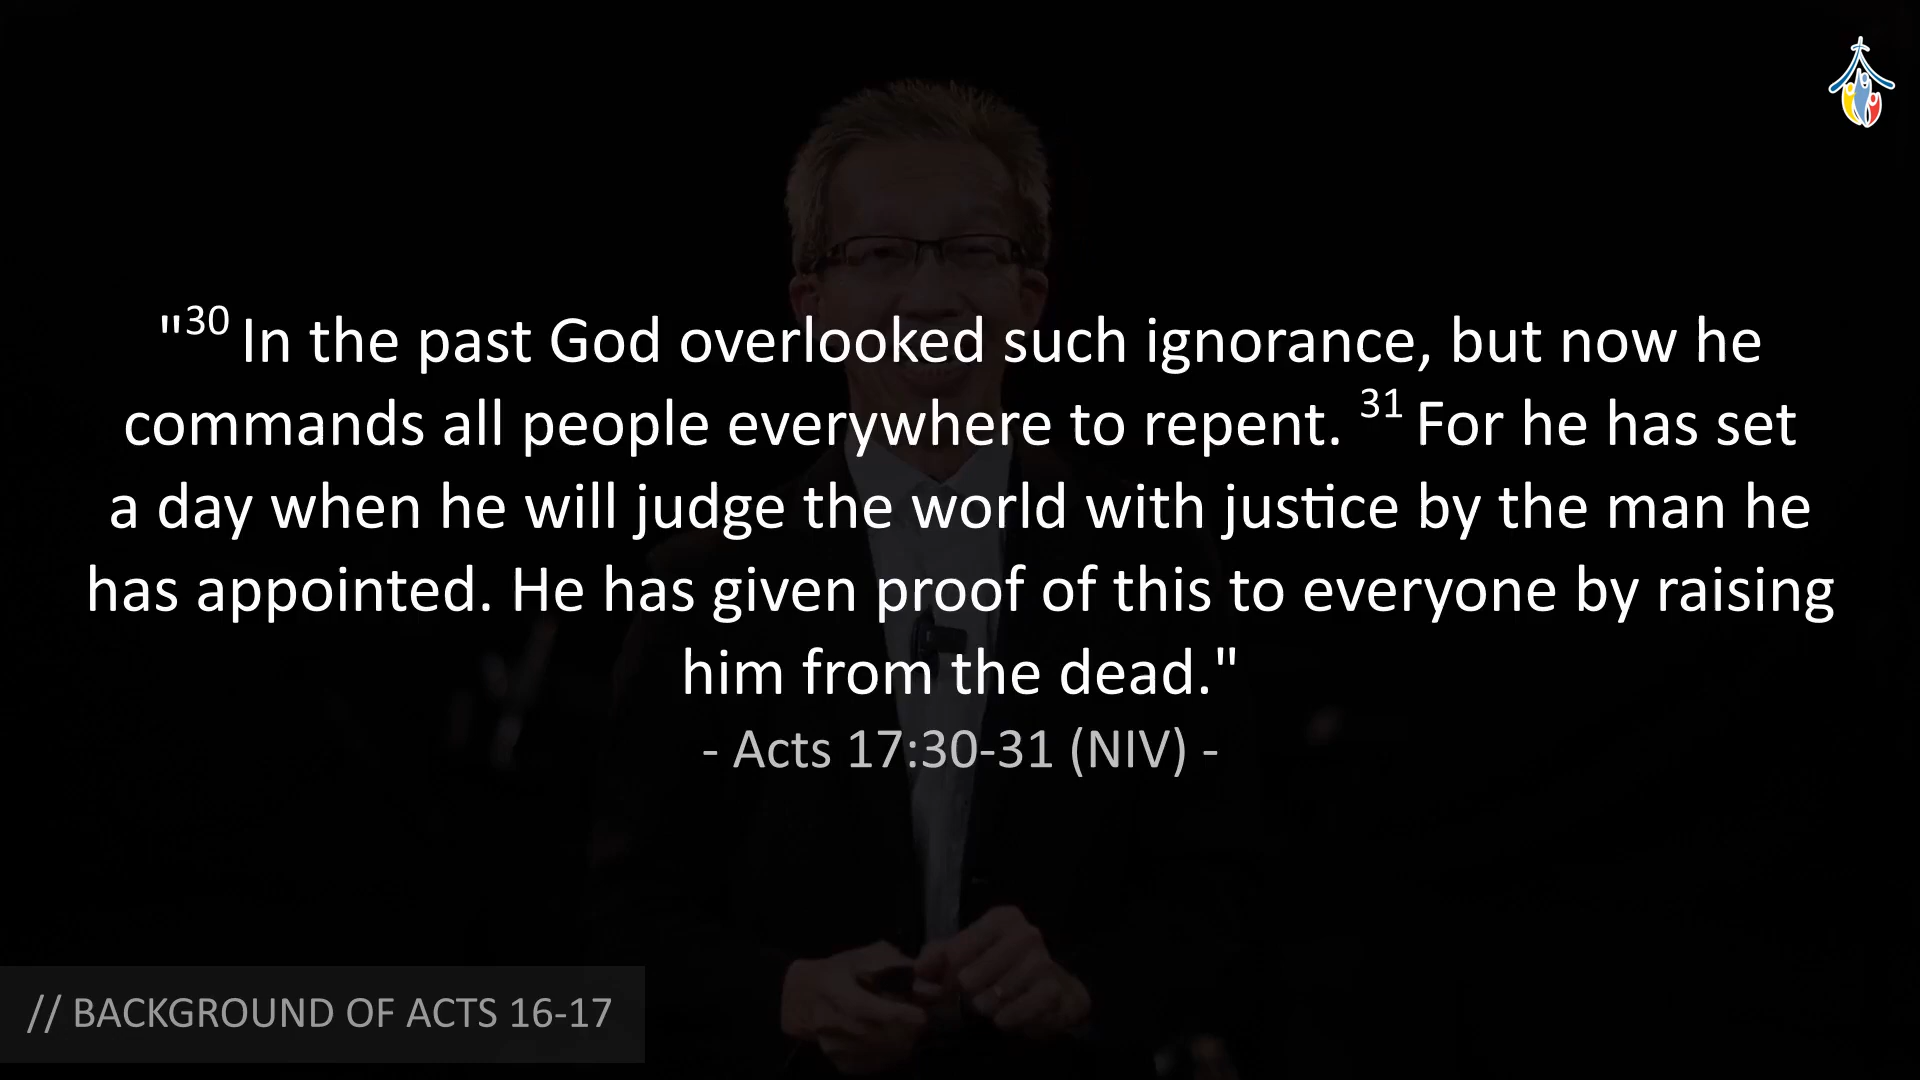 "30 In the past God overlooked such ignorance, but now he
commands all people everywhere to repent. 31 For he has set
a day when he will judge the world with justice by the man he
has appointed. He has given proof of this to everyone by raising
him from the dead."
- Acts 17:30-31 (NIV) -
// BACKGROUND OF ACTS 16-17